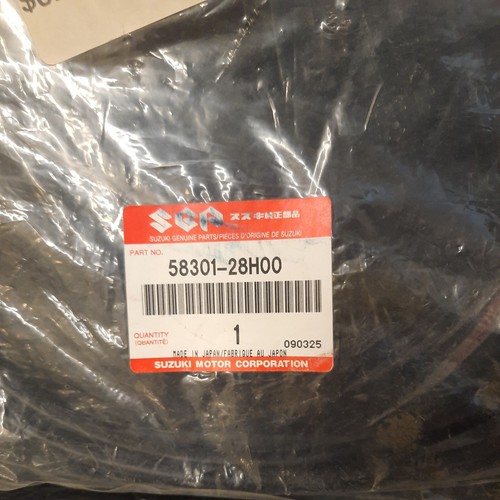 SGP スズキ純正部品
SUZUKI GENUINE PARTS/PIÈCES D'ORIGINE DE SUZUKI
PART NO.
58301-28H00
QUANTITY
(QUANTITÉ)
1
090325
MADE IN JAPAN/FABRIQUE AU JAPON
SUZUKI MOTOR CORPORATION